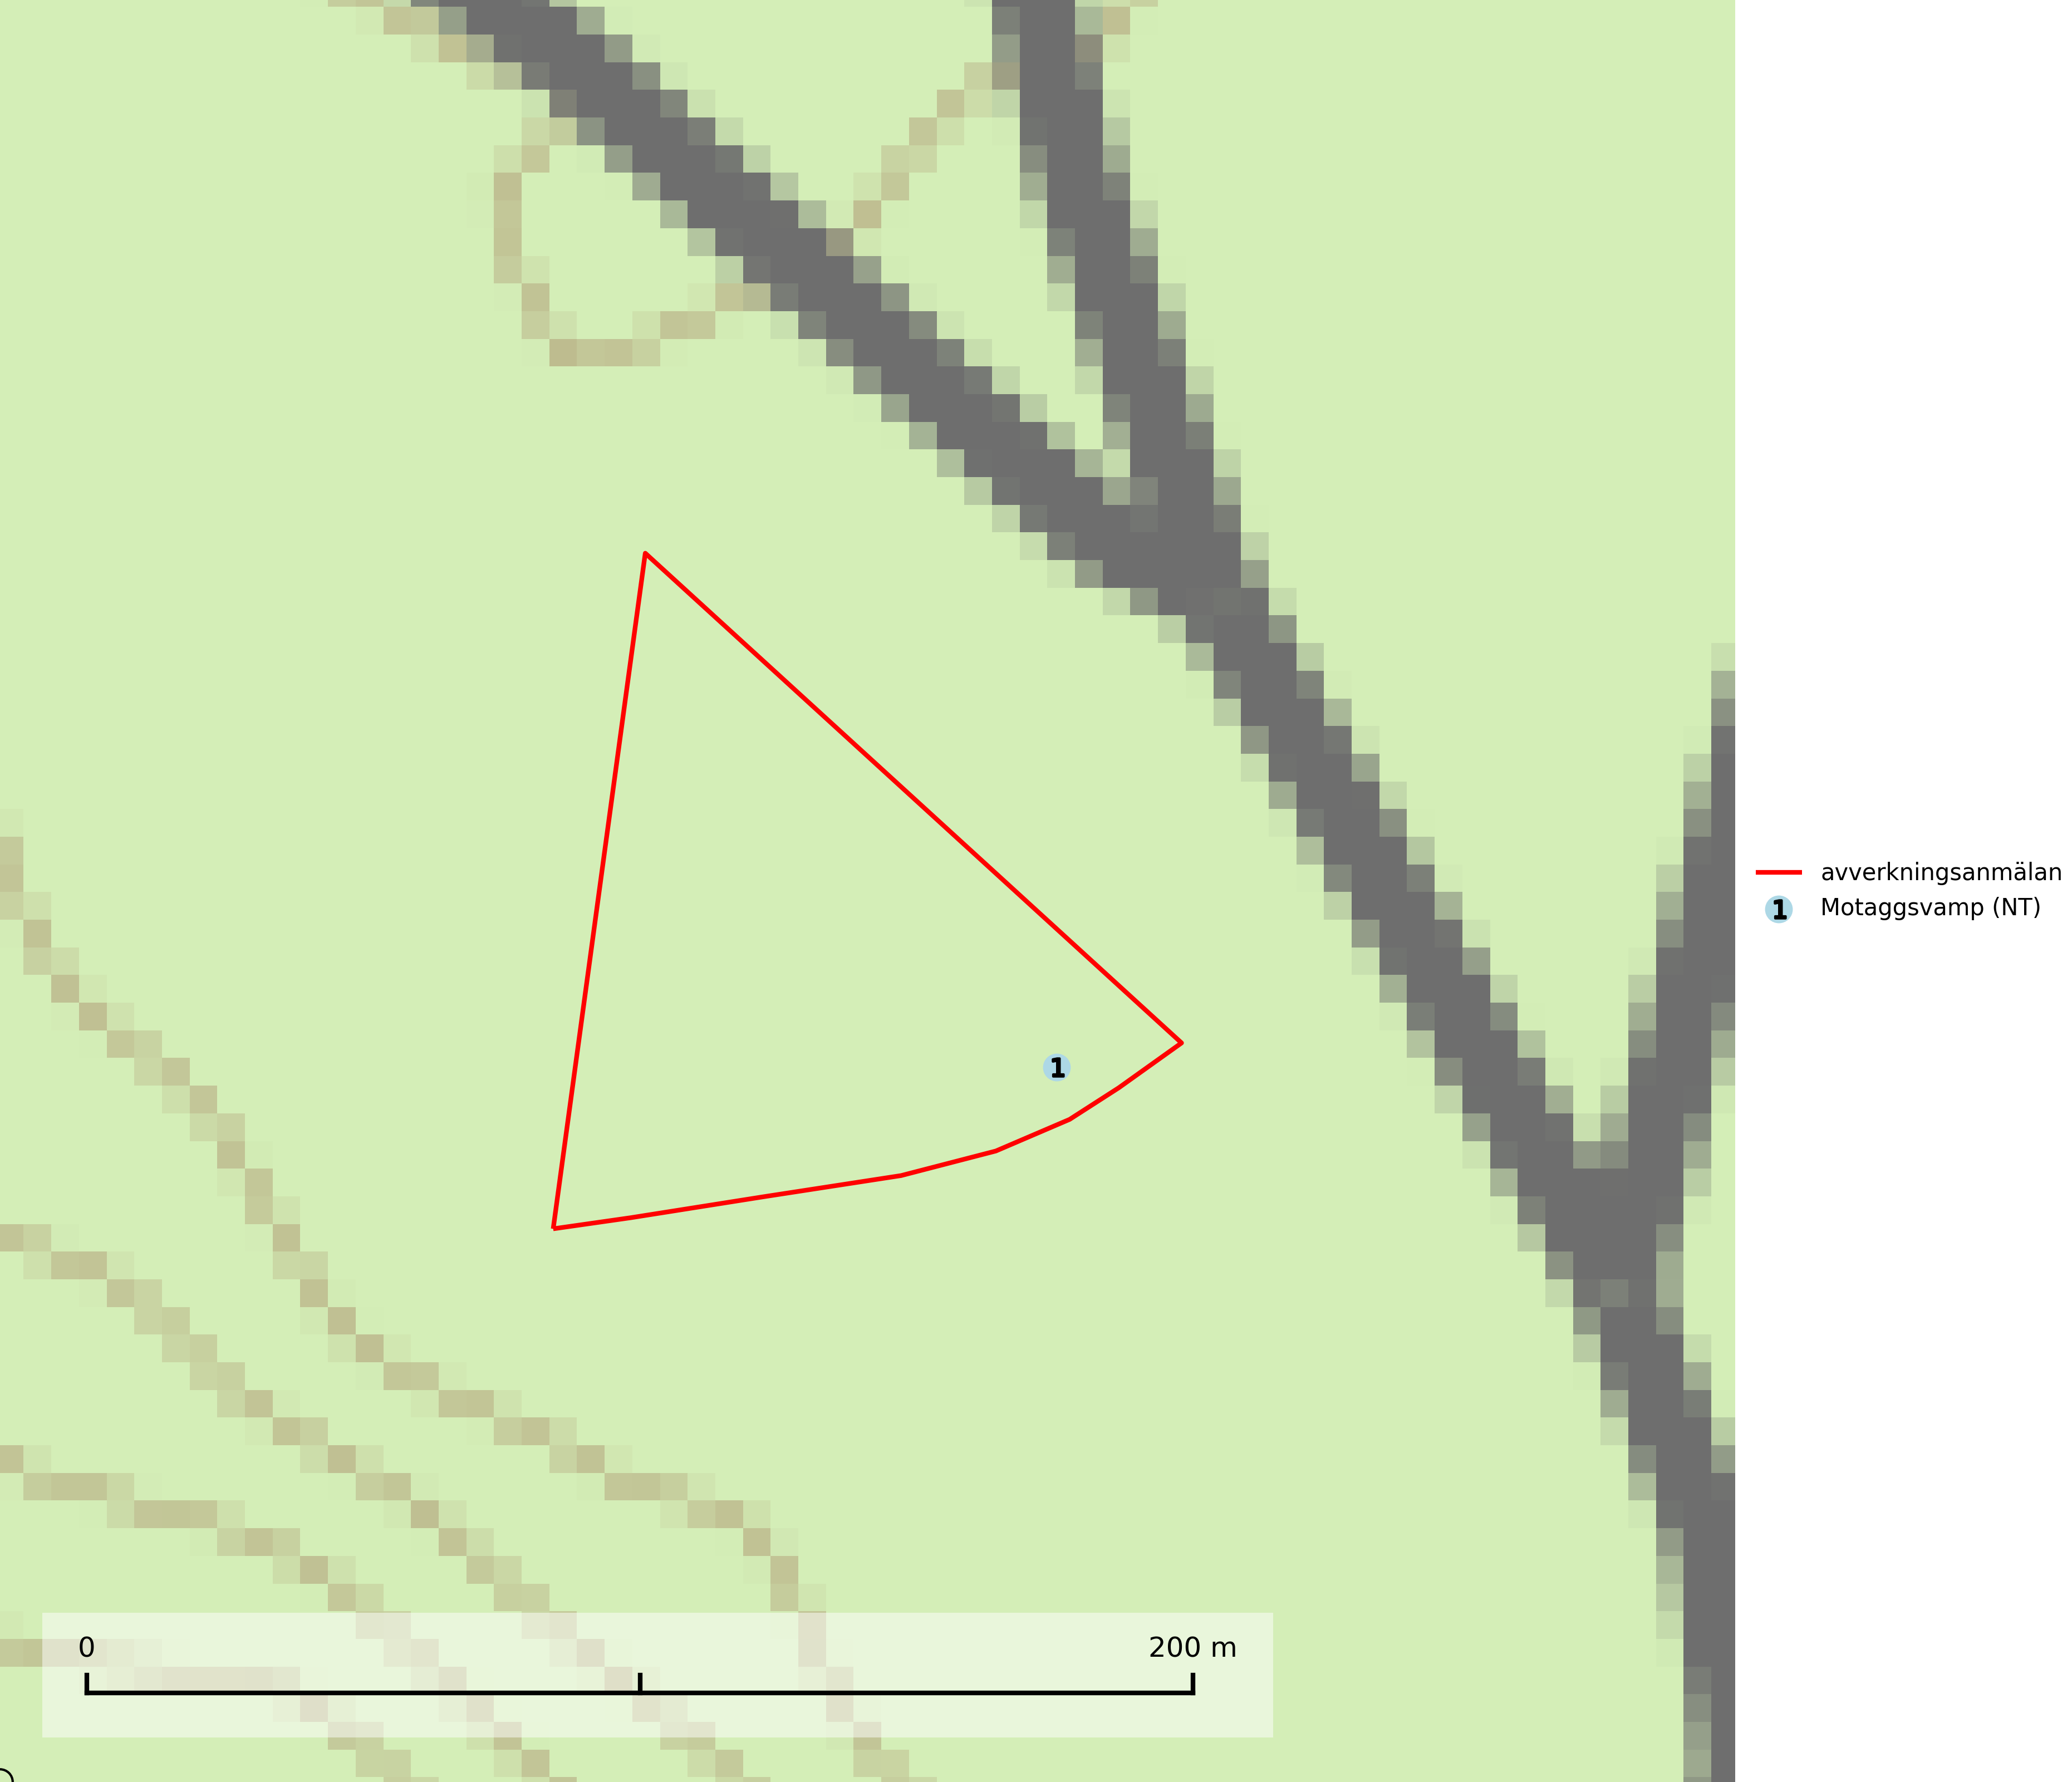 1
avverkningsanmälan
1 Motaggsvamp (NT)
0 200 m